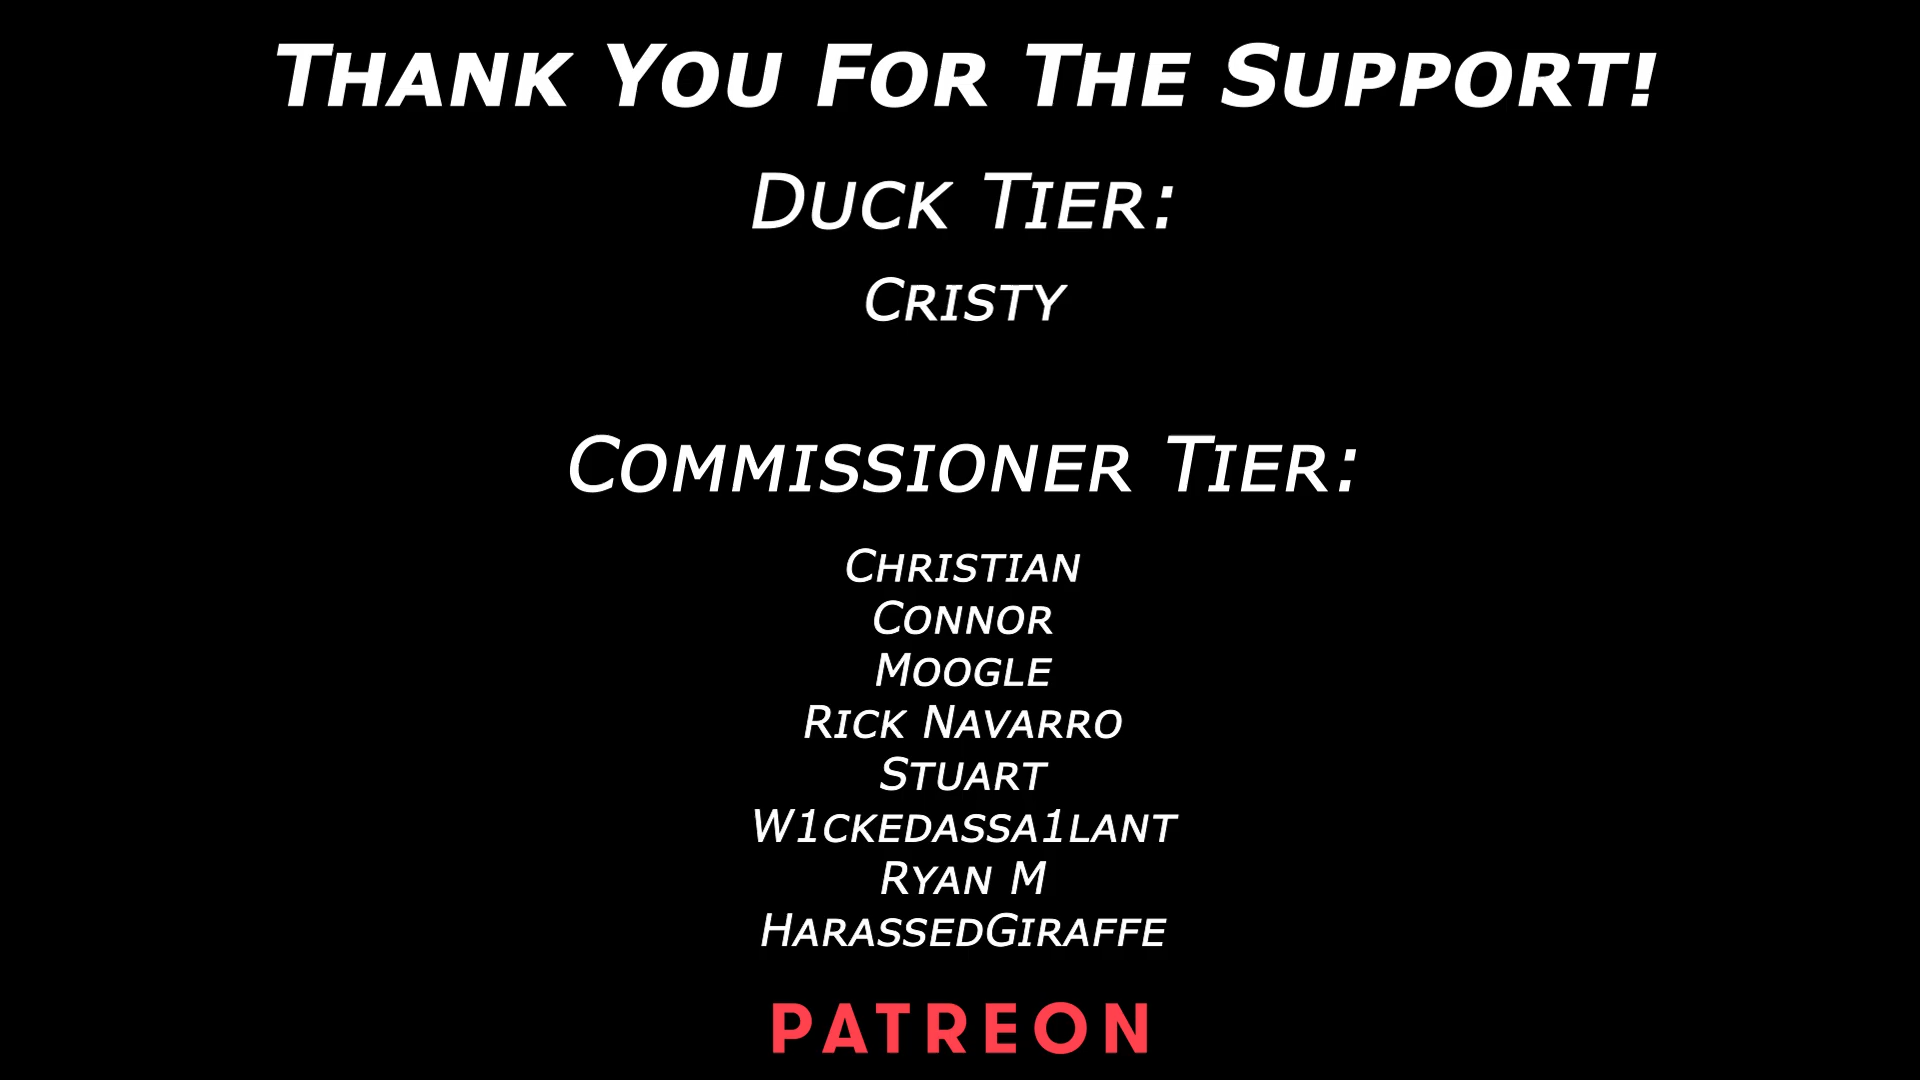 Thank You For The Support!
Duck Tier:
Cristy
Commissioner Tier:
Christian
Connor
Moogle
Rick Navarro
Stuart
W1ckedassa1lant
Ryan M
HarassedGiraffe
PATREON